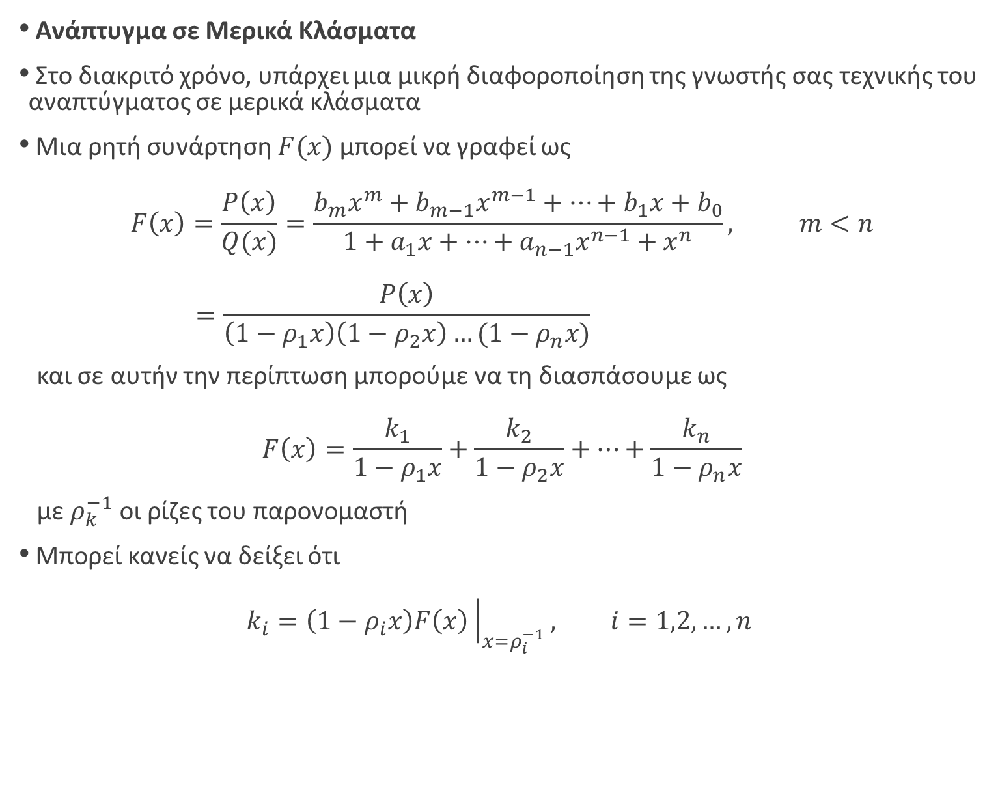 • Ανάπτυγμα σε Μερικά Κλάσματα
• Στο διακριτό χρόνο, υπάρχει μια μικρή διαφοροποίηση της γνωστής σας τεχνικής του
αναπτύγματος σε μερικά κλάσματα
• Μια ρητή συνάρτηση $F(x)$ μπορεί να γραφεί ως
$F(x) = \frac{P(x)}{Q(x)} = \frac{b_m x^m + b_{m-1} x^{m-1} + \cdots + b_1 x + b_0}{1 + a_1 x + \cdots + a_{n-1} x^{n-1} + x^n}, \quad m < n$
$= \frac{P(x)}{(1 - \rho_1 x)(1 - \rho_2 x) \ldots (1 - \rho_n x)}$
και σε αυτήν την περίπτωση μπορούμε να τη διασπάσουμε ως
$F(x) = \frac{k_1}{1 - \rho_1 x} + \frac{k_2}{1 - \rho_2 x} + \cdots + \frac{k_n}{1 - \rho_n x}$
με $\rho_k^{-1}$ οι ρίζες του παρονομαστή
• Μπορεί κανείς να δείξει ότι
$k_i = (1 - \rho_i x) F(x) \Big|_{x = \rho_i^{-1}}, \quad i = 1,2, \ldots, n$